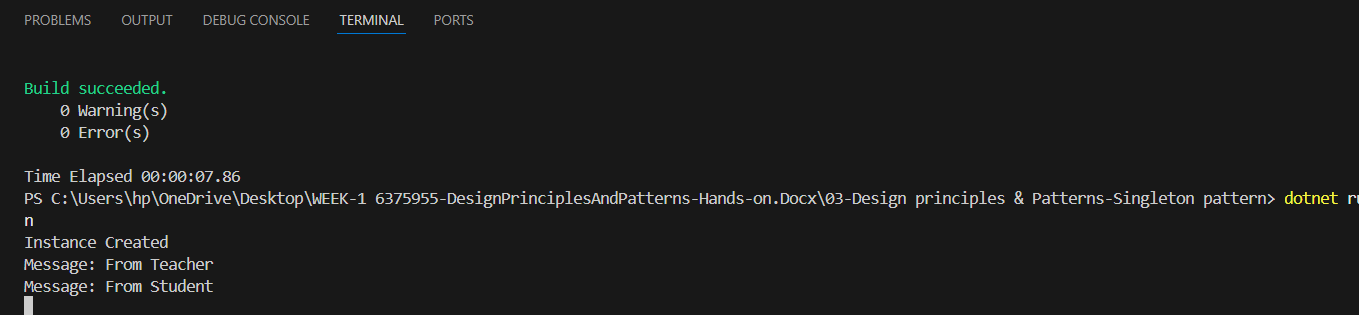 PROBLEMS OUTPUT DEBUG CONSOLE TERMINAL PORTS
Build succeeded.
0 Warning(s)
0 Error(s)
Time Elapsed 00:00:07.86
PS C:\Users\hp\OneDrive\Desktop\WEEK-1 6375955-DesignPrinciplesAndPatterns-Hands-on.Docx\03-Design principles & Patterns-Singleton pattern> dotnet ru
n
Instance Created
Message: From Teacher
Message: From Student